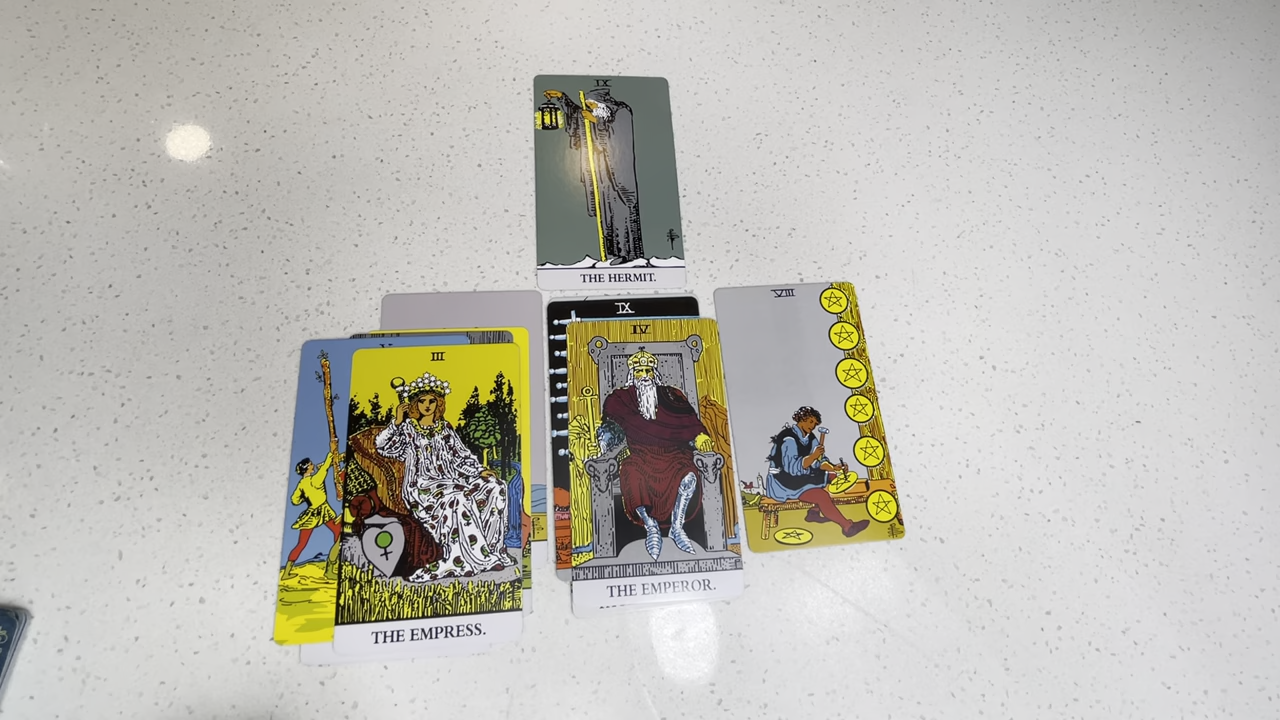 IX
THE HERMIT.
IX
IV
VIII
III
THE EMPEROR.
THE EMPRESS.